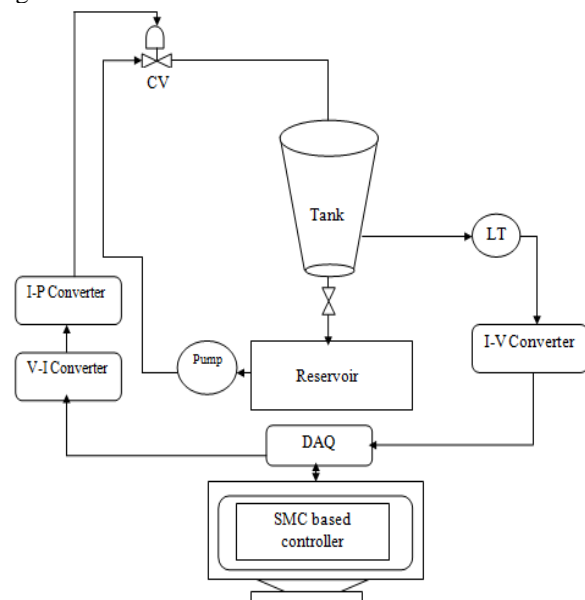 CV
Tank
LT
I-P Converter
I-V Converter
Pump
Reservoir
V-I Converter
DAQ
SMC based
controller